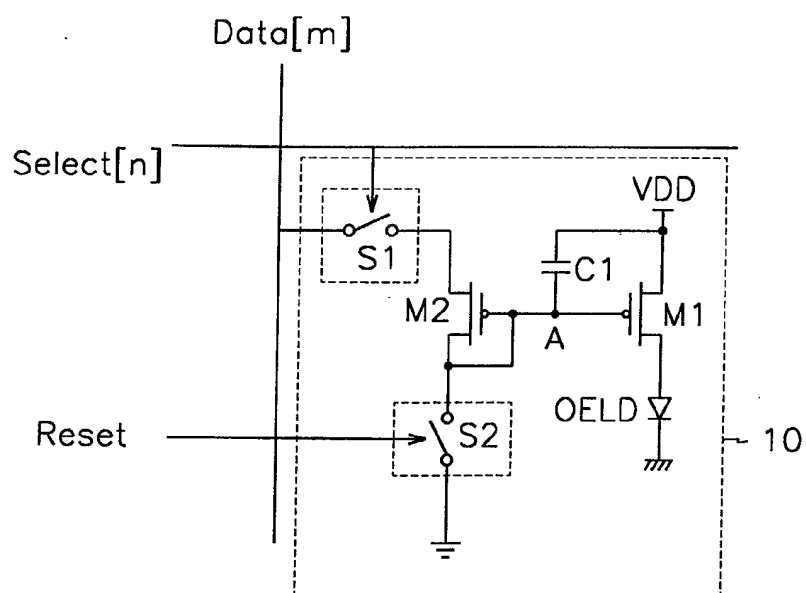 Data[m]
Select[n]
VDD
S1
C1
M2
M1
A
OELD
Reset
S2
10